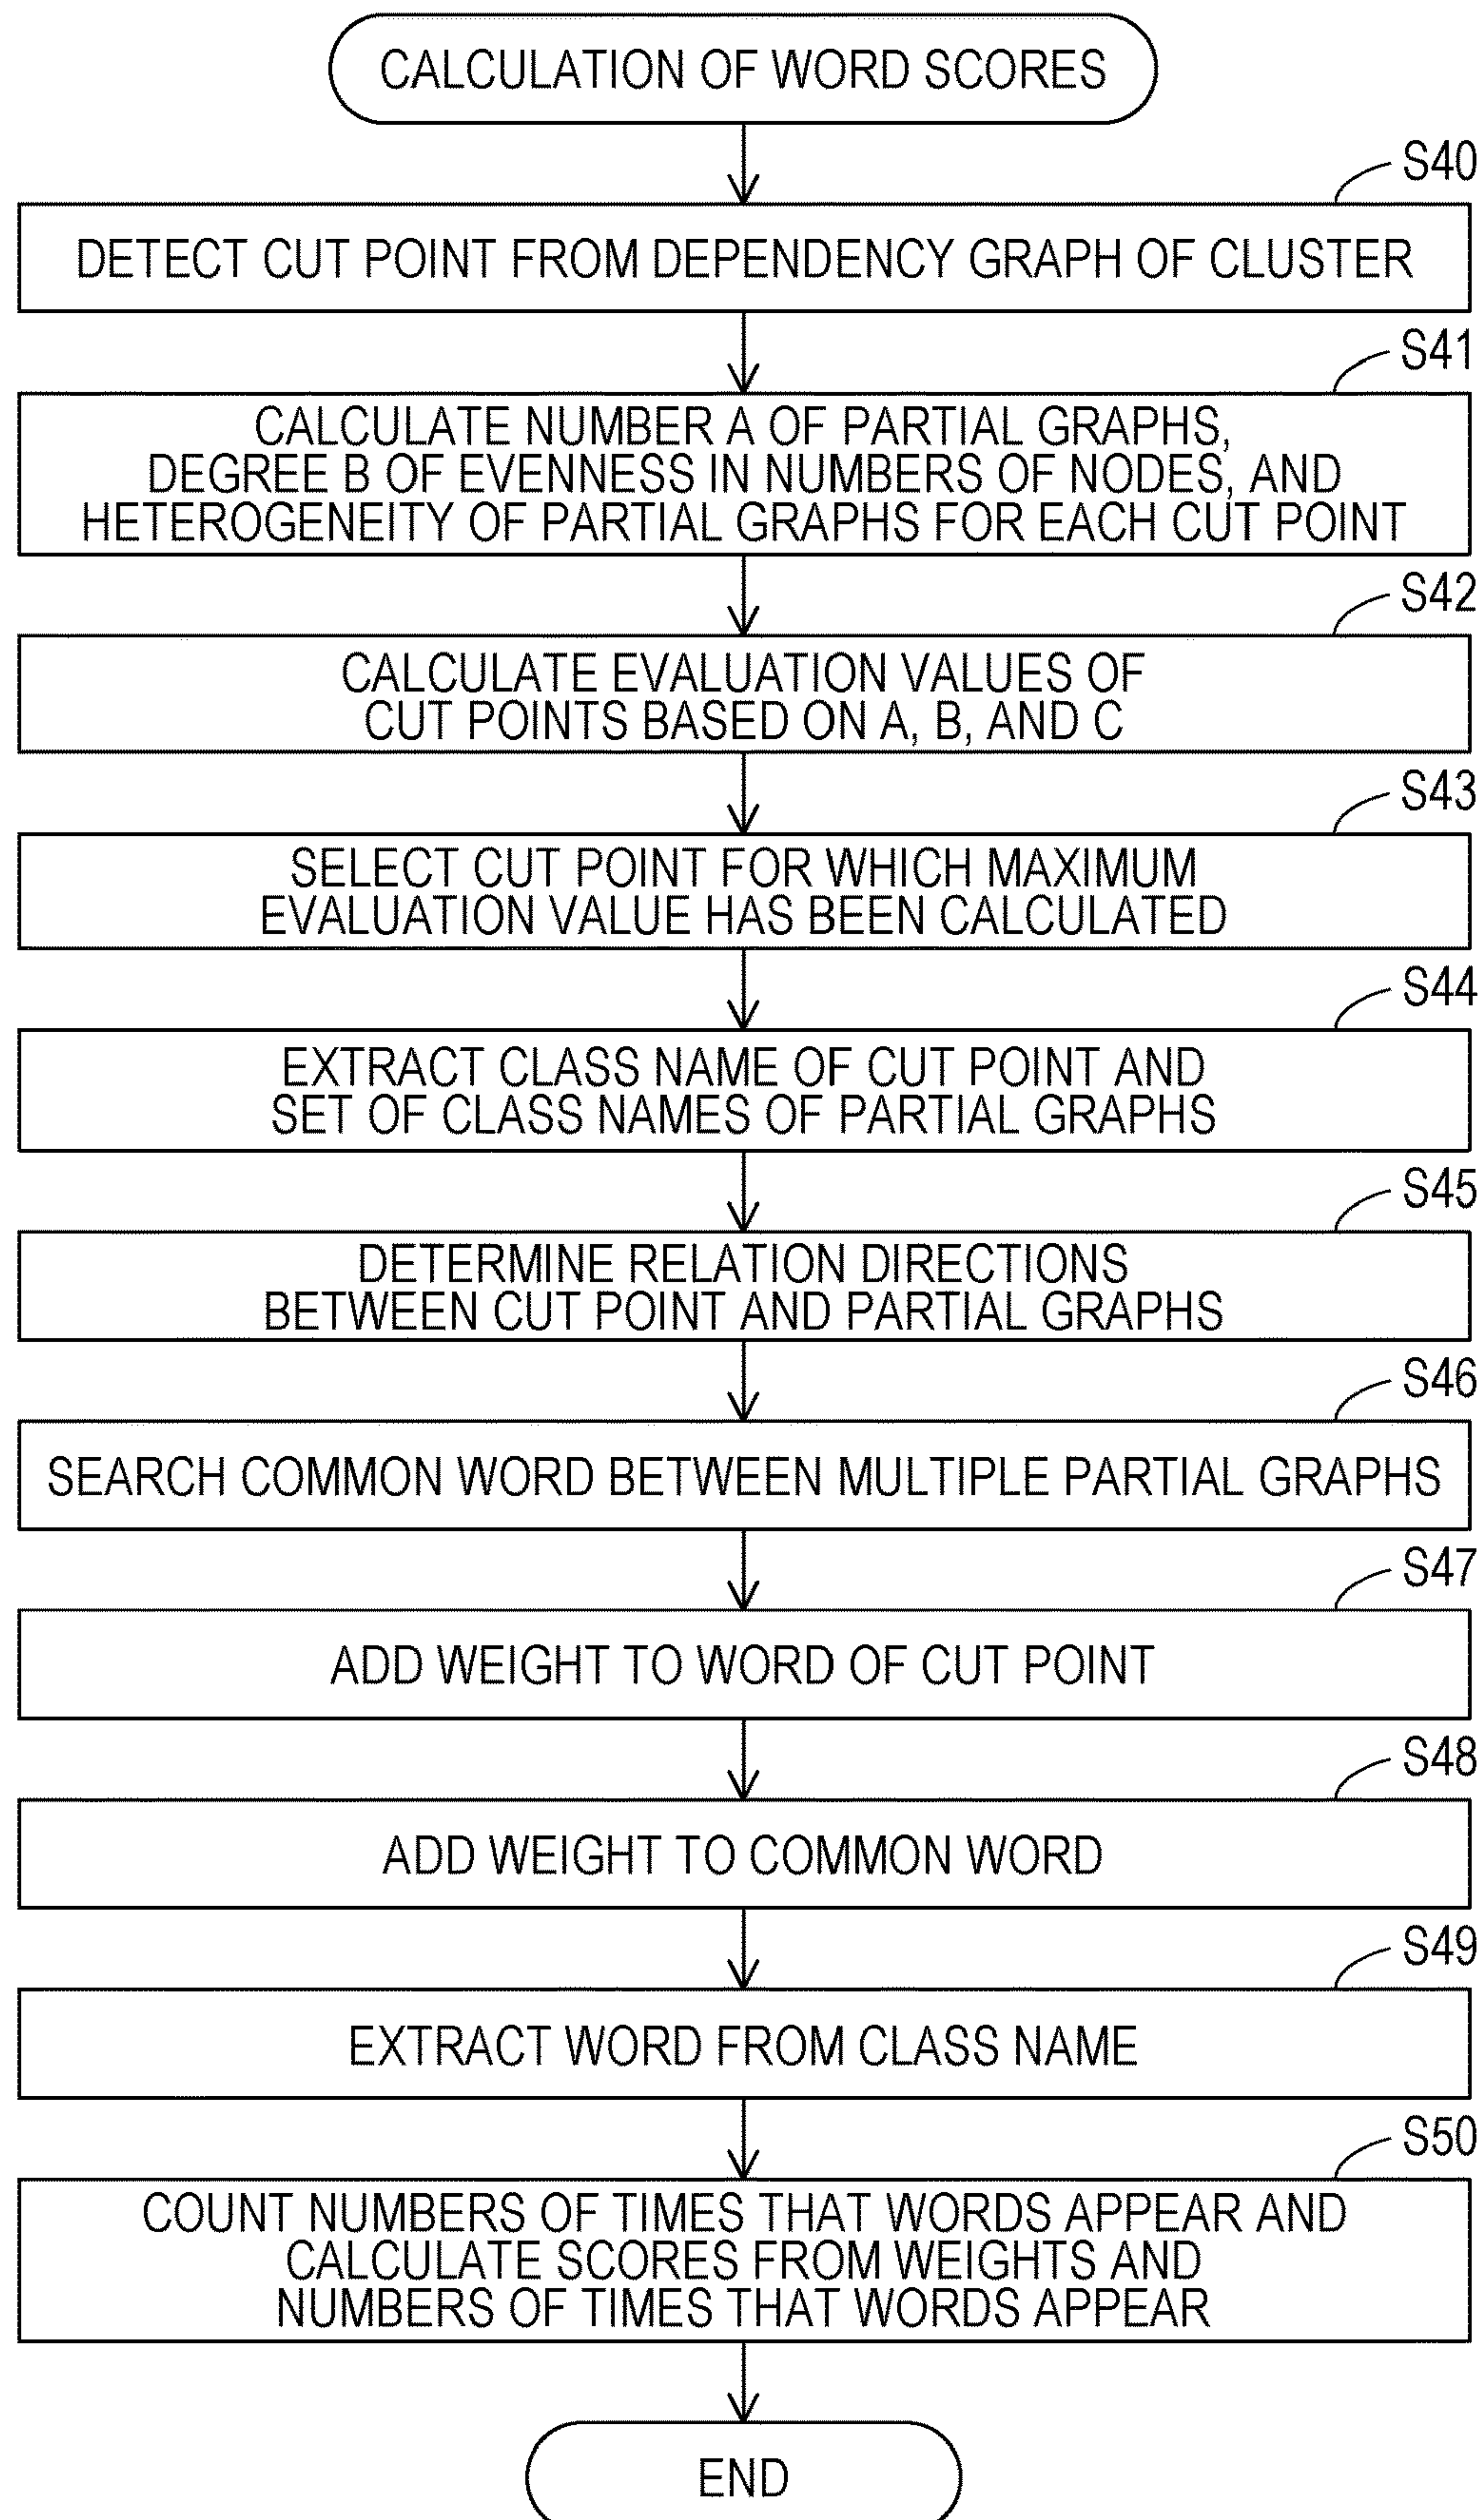 CALCULATION OF WORD SCORES
S40
DETECT CUT POINT FROM DEPENDENCY GRAPH OF CLUSTER
S41
CALCULATE NUMBER A OF PARTIAL GRAPHS,
DEGREE B OF EVENNESS IN NUMBERS OF NODES, AND
HETEROGENEITY OF PARTIAL GRAPHS FOR EACH CUT POINT
S42
CALCULATE EVALUATION VALUES OF
CUT POINTS BASED ON A, B, AND C
S43
SELECT CUT POINT FOR WHICH MAXIMUM
EVALUATION VALUE HAS BEEN CALCULATED
S44
EXTRACT CLASS NAME OF CUT POINT AND
SET OF CLASS NAMES OF PARTIAL GRAPHS
S45
DETERMINE RELATION DIRECTIONS
BETWEEN CUT POINT AND PARTIAL GRAPHS
S46
SEARCH COMMON WORD BETWEEN MULTIPLE PARTIAL GRAPHS
S47
ADD WEIGHT TO WORD OF CUT POINT
S48
ADD WEIGHT TO COMMON WORD
S49
EXTRACT WORD FROM CLASS NAME
S50
COUNT NUMBERS OF TIMES THAT WORDS APPEAR AND
CALCULATE SCORES FROM WEIGHTS AND
NUMBERS OF TIMES THAT WORDS APPEAR
END